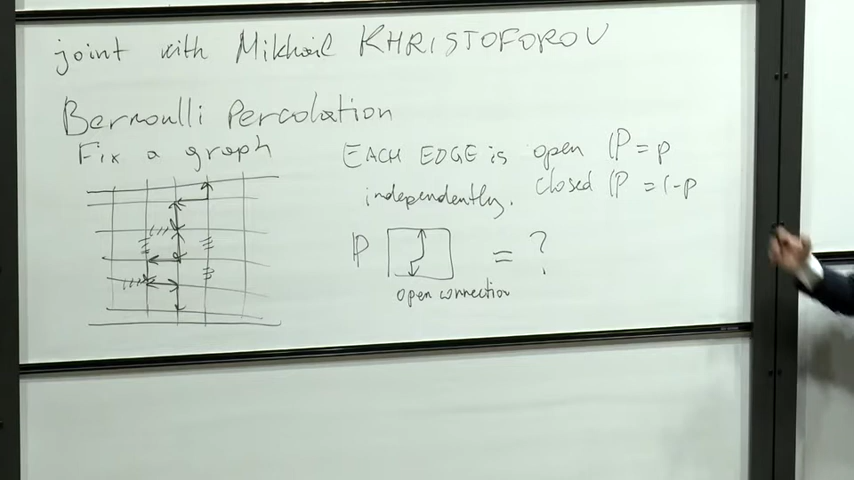 joint with Mikhail KHRISTOFOROV
Bernoulli Percolation
Fix a graph
EACH EDGE is open ℙ = p
independently. closed ℙ = 1-p
ℙ = ?
open connection